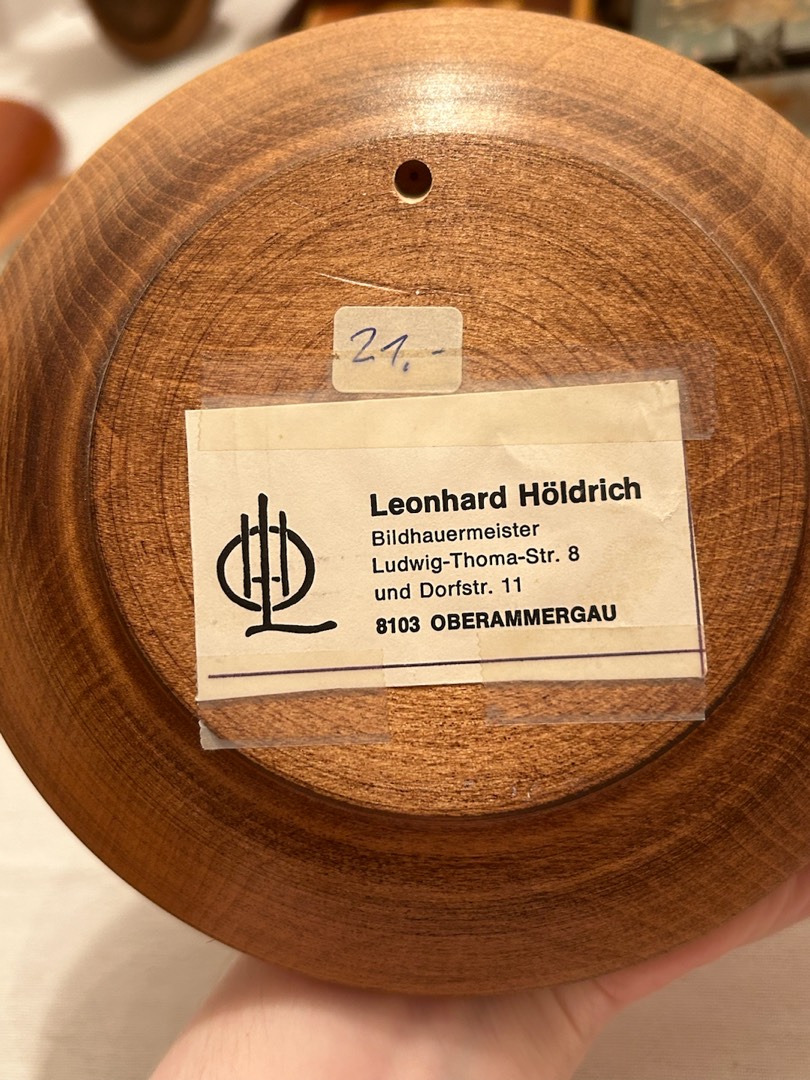 21.-
Leonhard Höldrich
Bildhauermeister
Ludwig-Thoma-Str. 8
und Dorfstr. 11
8103 OBERAMMERGAU